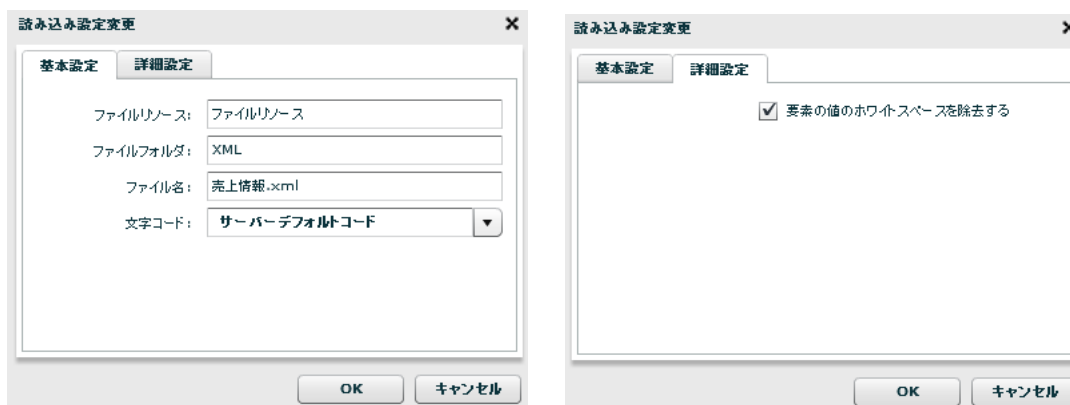 読み込み設定変更
基本設定 詳細設定
ファイルリソース: ファイルリソース
ファイルフォルダ: XML
ファイル名: 売上情報.xml
文字コード: サーバーデフォルトコード
OK キャンセル
読み込み設定変更
基本設定 詳細設定
要素の値のホワイトスペースを除去する
OK キャンセル